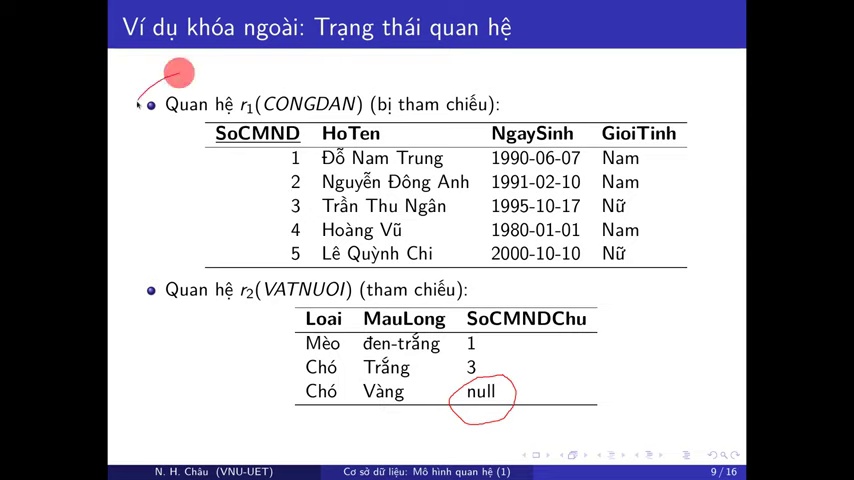 Ví dụ khóa ngoài: Trạng thái quan hệ
Quan hệ r1(CONGDAN) (bị tham chiếu):
SoCMND HoTen NgaySinh GioiTinh
1 Đỗ Nam Trung 1990-06-07 Nam
2 Nguyễn Đông Anh 1991-02-10 Nam
3 Trần Thu Ngân 1995-10-17 Nữ
4 Hoàng Vũ 1980-01-01 Nam
5 Lê Quỳnh Chi 2000-10-10 Nữ
Quan hệ r2(VATNUOI) (tham chiếu):
Loai MauLong SoCMNDChu
Mèo đen-trắng 1
Chó Trắng 3
Chó Vàng null
N. H. Châu (VNU-UET) Cơ sở dữ liệu: Mô hình quan hệ (1) 9 / 16